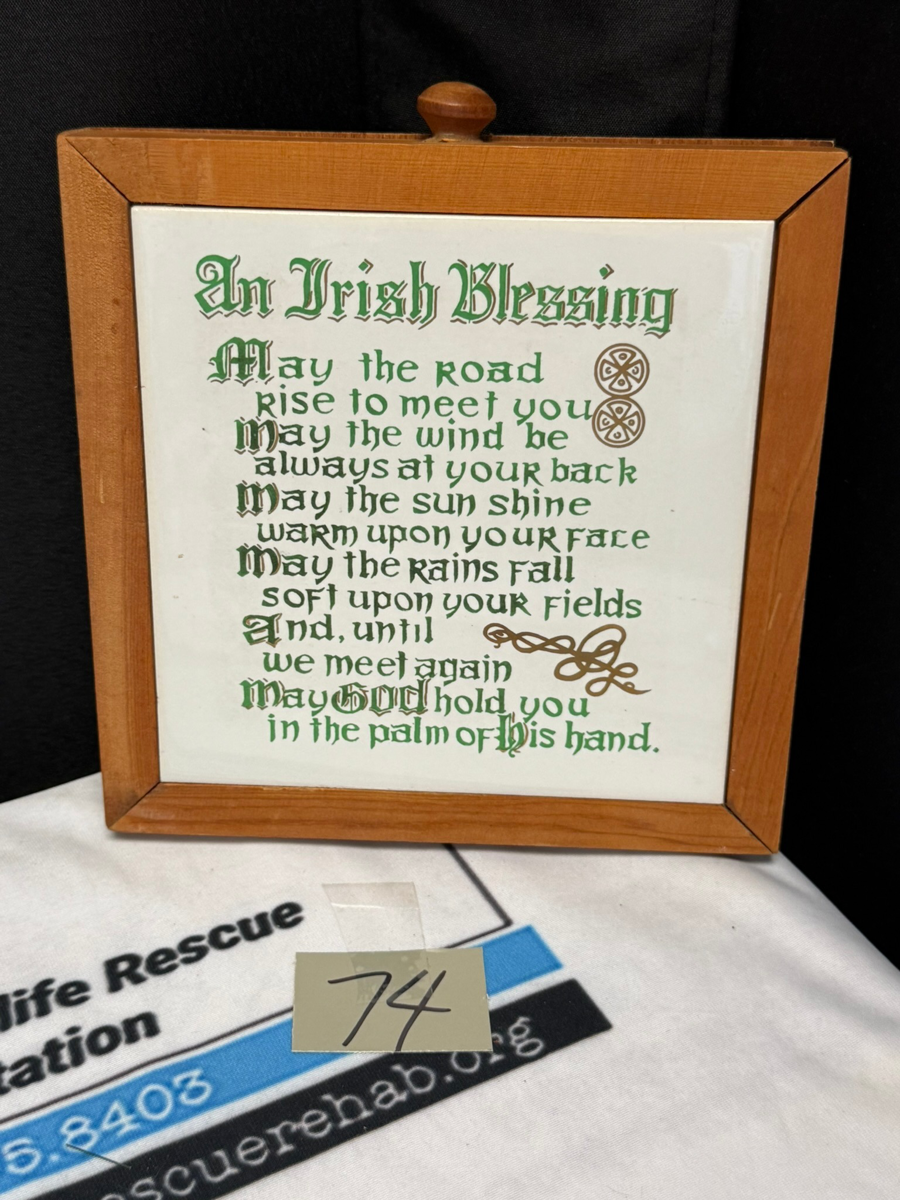 An Irish Blessing
May the road
rise to meet you
May the wind be
always at your back
May the sun shine
warm upon your face
May the rains fall
soft upon your fields
And, until
we meet again
May God hold you
in the palm of His hand.
life Rescue
tation
5.8403
escuerehab.org
74